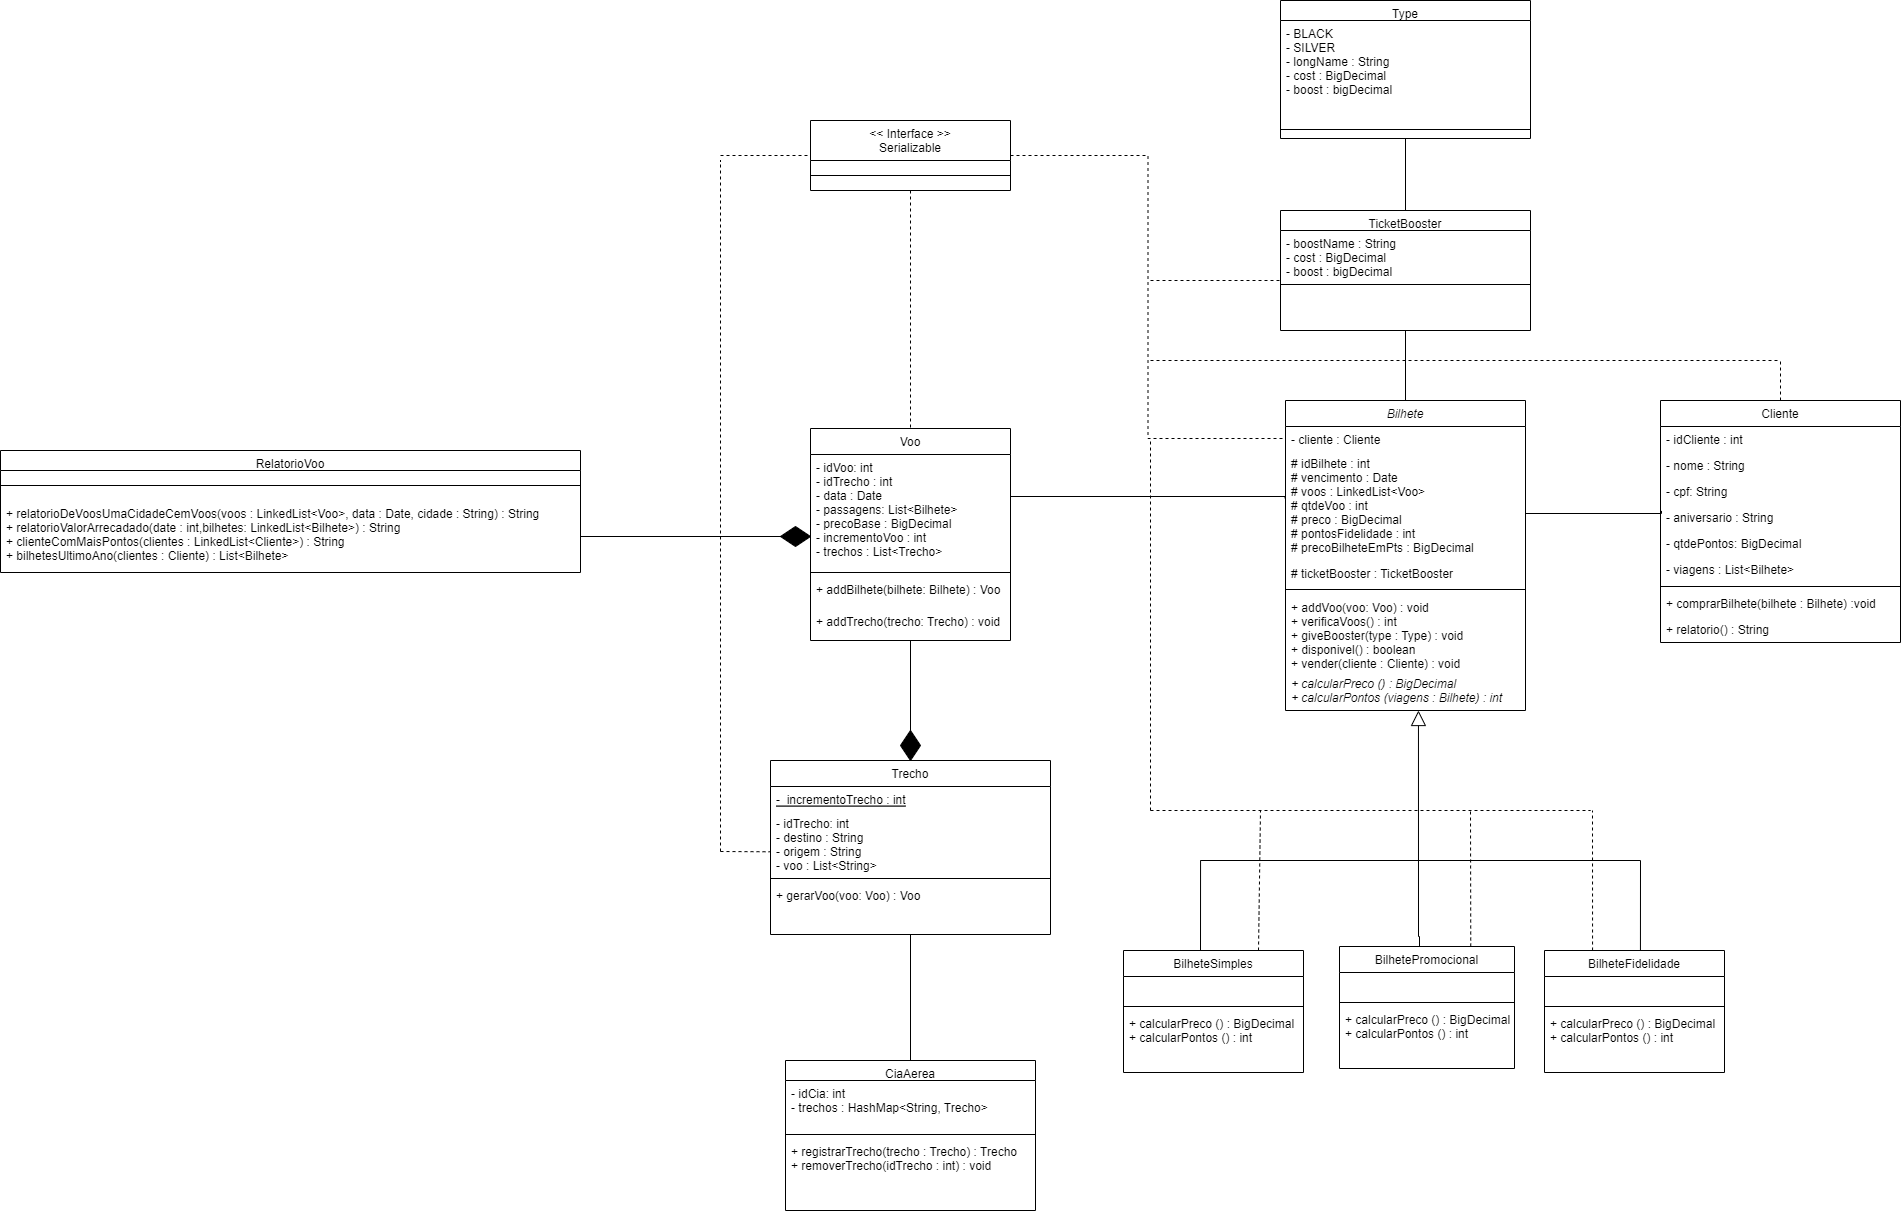 Type
- BLACK
- SILVER
- longName : String
- cost : BigDecimal
- boost : bigDecimal
<< Interface >>
Serializable
TicketBooster
- boostName : String
- cost : BigDecimal
- boost : bigDecimal
RelatorioVoo
+ relatorioDeVoosUmaCidadeCemVoos(voos : LinkedList<Voo>, data : Date, cidade : String) : String
+ relatorioValorArrecadado(date : int,bilhetes: LinkedList<Bilhete>) : String
+ clienteComMaisPontos(clientes : LinkedList<Cliente>) : String
+ bilhetesUltimoAno(clientes : Cliente) : List<Bilhete>
Voo
- idVoo: int
- idTrecho : int
- data : Date
- passagens: List<Bilhete>
- precoBase : BigDecimal
- incrementoVoo : int
- trechos : List<Trecho>
+ addBilhete(bilhete: Bilhete) : Voo
+ addTrecho(trecho: Trecho) : void
Bilhete
- cliente : Cliente
# idBilhete : int
# vencimento : Date
# voos : LinkedList<Voo>
# qtdeVoo : int
# preco : BigDecimal
# pontosFidelidade : int
# precoBilheteEmPts : BigDecimal
# ticketBooster : TicketBooster
+ addVoo(voo: Voo) : void
+ verificaVoos() : int
+ giveBooster(type : Type) : void
+ disponivel() : boolean
+ vender(cliente : Cliente) : void
+ calcularPreco () : BigDecimal
+ calcularPontos (viagens : Bilhete) : int
Cliente
- idCliente : int
- nome : String
- cpf: String
- aniversario : String
- qtdePontos: BigDecimal
- viagens : List<Bilhete>
+ comprarBilhete(bilhete : Bilhete) :void
+ relatorio() : String
Trecho
-  incrementoTrecho : int
- idTrecho: int
- destino : String
- origem : String
- voo : List<String>
+ gerarVoo(voo: Voo) : Voo
BilheteSimples
+ calcularPreco () : BigDecimal
+ calcularPontos () : int
BilhetePromocional
+ calcularPreco () : BigDecimal
+ calcularPontos () : int
BilheteFidelidade
+ calcularPreco () : BigDecimal
+ calcularPontos () : int
CiaAerea
- idCia: int
- trechos : HashMap<String, Trecho>
+ registrarTrecho(trecho : Trecho) : Trecho
+ removerTrecho(idTrecho : int) : void